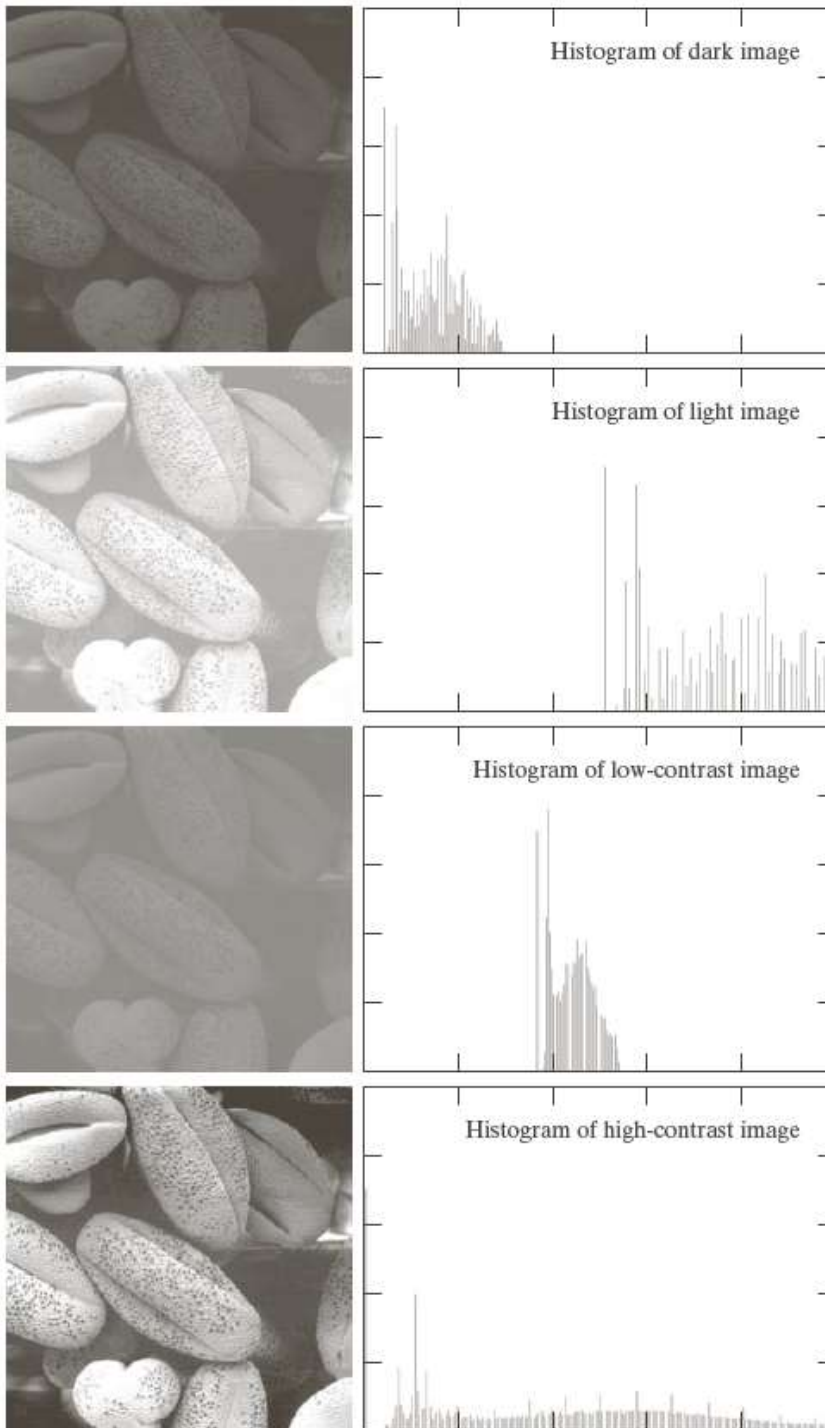 Histogram of dark image
Histogram of light image
Histogram of low-contrast image
Histogram of high-contrast image